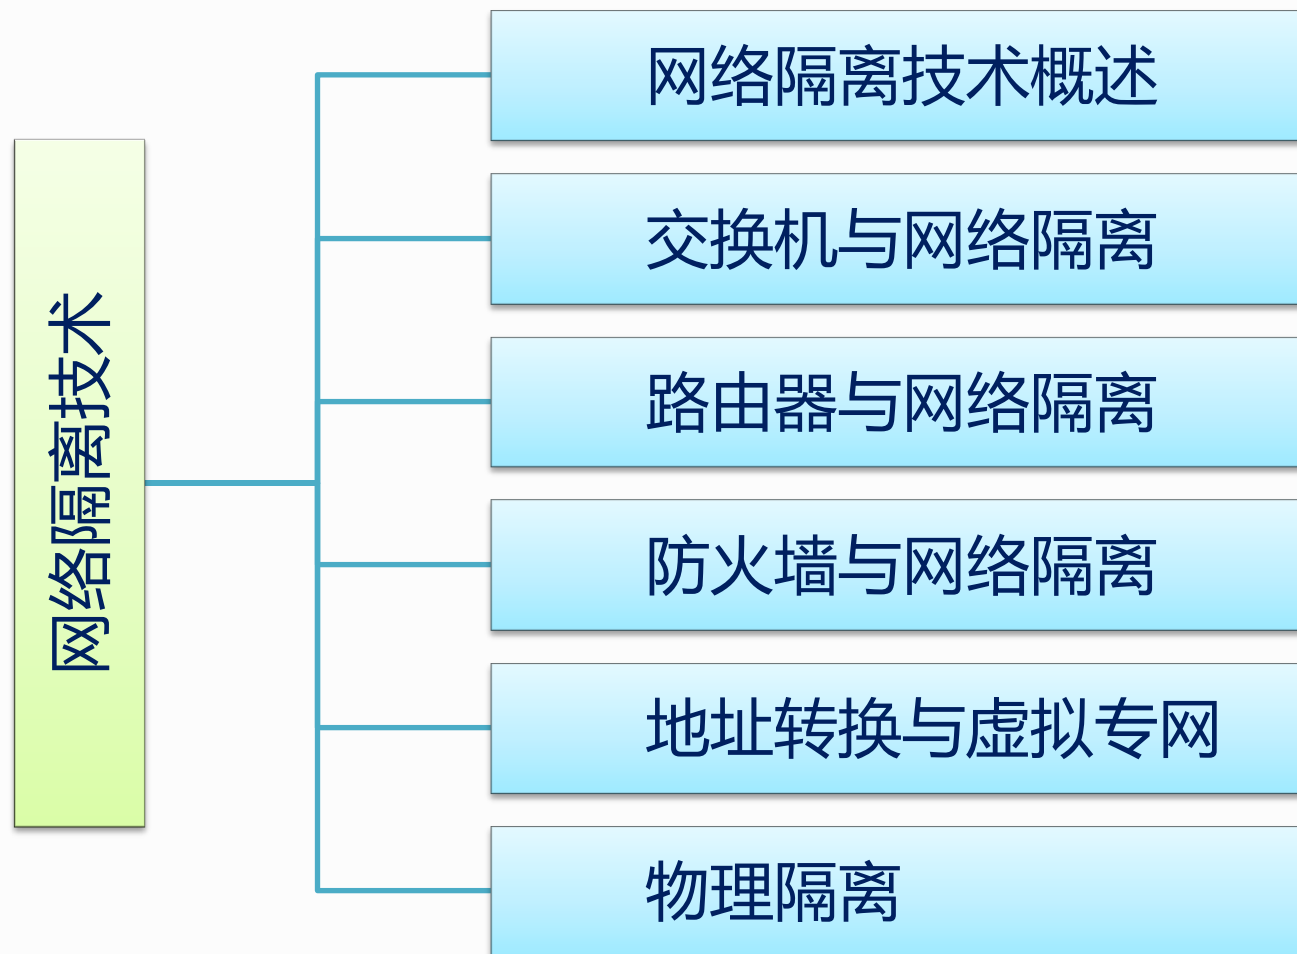 网络隔离技术
网络隔离技术概述
交换机与网络隔离
路由器与网络隔离
防火墙与网络隔离
地址转换与虚拟专网
物理隔离